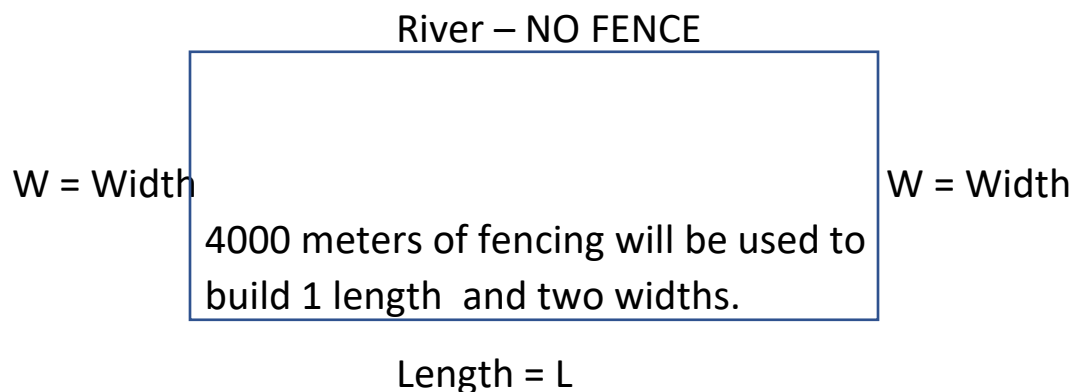 River – NO FENCE
W = Width
W = Width
4000 meters of fencing will be used to
build 1 length  and two widths.
Length = L